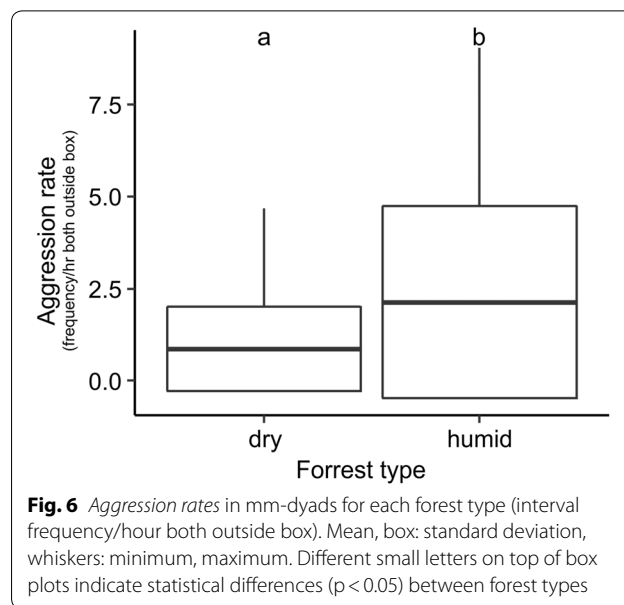 a b
7.5
5.0
2.5
0.0
Aggression rate
(frequency/hr both outside box)
dry humid
Forrest type
Fig. 6 Aggression rates in mm-dyads for each forest type (interval
frequency/hour both outside box). Mean, box: standard deviation,
whiskers: minimum, maximum. Different small letters on top of box
plots indicate statistical differences (p < 0.05) between forest types